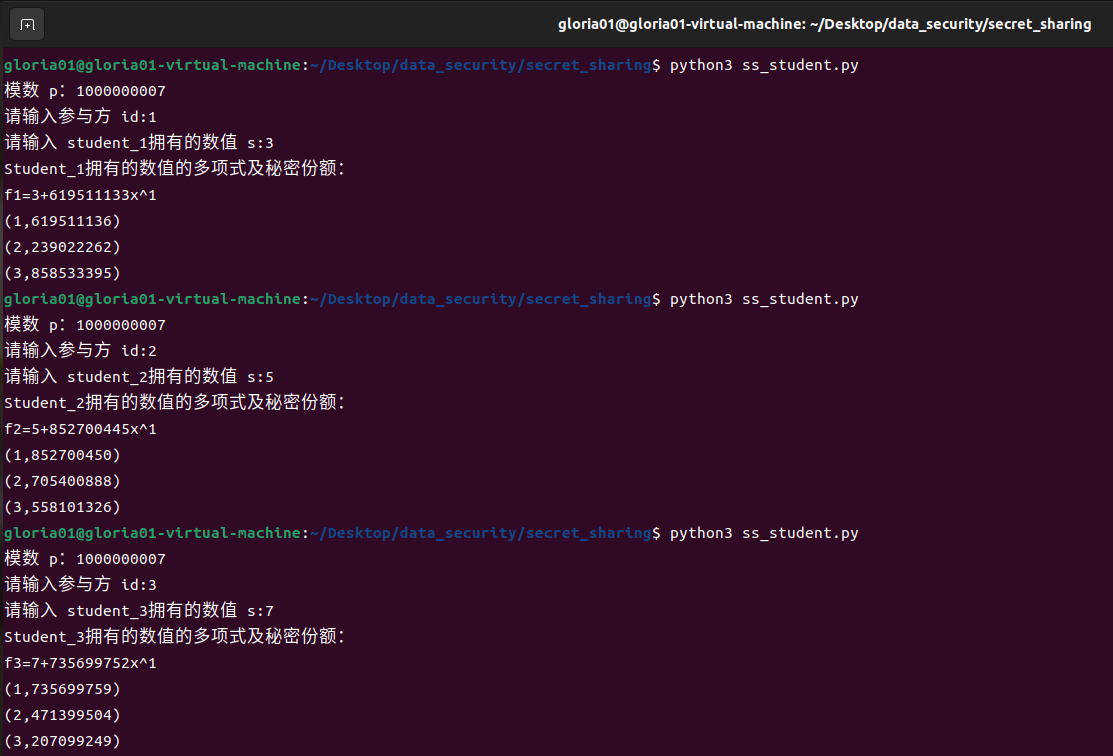 gloria01@gloria01-virtual-machine: ~/Desktop/data_security/secret_sharing
gloria01@gloria01-virtual-machine:~/Desktop/data_security/secret_sharing$ python3 ss_student.py
模数 p：1000000007
请输入参与方 id:1
请输入 student_1拥有的数值 s:3
Student_1拥有的数值的多项式及秘密份额：
f1=3+619511133x^1
(1,619511136)
(2,239022262)
(3,858533395)
gloria01@gloria01-virtual-machine:~/Desktop/data_security/secret_sharing$ python3 ss_student.py
模数 p：1000000007
请输入参与方 id:2
请输入 student_2拥有的数值 s:5
Student_2拥有的数值的多项式及秘密份额：
f2=5+852700445x^1
(1,852700450)
(2,705400888)
(3,558101326)
gloria01@gloria01-virtual-machine:~/Desktop/data_security/secret_sharing$ python3 ss_student.py
模数 p：1000000007
请输入参与方 id:3
请输入 student_3拥有的数值 s:7
Student_3拥有的数值的多项式及秘密份额：
f3=7+735699752x^1
(1,735699759)
(2,471399504)
(3,207099249)